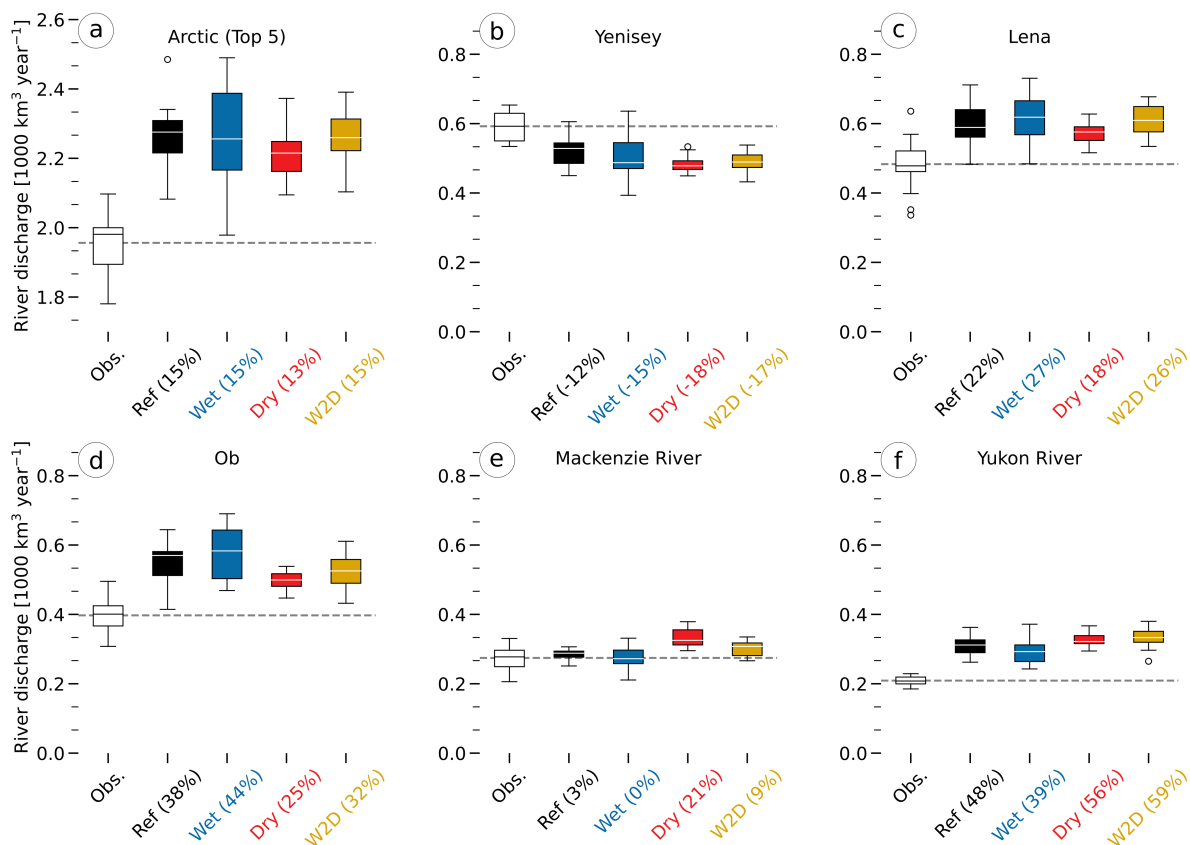 a
Arctic (Top 5)
River discharge [1000 km³ year⁻¹]
2.6
2.4
2.2
2.0
1.8
Obs.
Ref (15%)
Wet (15%)
Dry (13%)
W2D (15%)
b
Yenisey
0.8
0.6
0.4
0.2
0.0
Obs.
Ref (-12%)
Wet (-15%)
Dry (-18%)
W2D (-17%)
c
Lena
0.8
0.6
0.4
0.2
0.0
Obs.
Ref (22%)
Wet (27%)
Dry (18%)
W2D (26%)
d
Ob
River discharge [1000 km³ year⁻¹]
0.8
0.6
0.4
0.2
0.0
Obs.
Ref (38%)
Wet (44%)
Dry (25%)
W2D (32%)
e
Mackenzie River
0.8
0.6
0.4
0.2
0.0
Obs.
Ref (3%)
Wet (0%)
Dry (21%)
W2D (9%)
f
Yukon River
0.8
0.6
0.4
0.2
0.0
Obs.
Ref (48%)
Wet (39%)
Dry (56%)
W2D (59%)